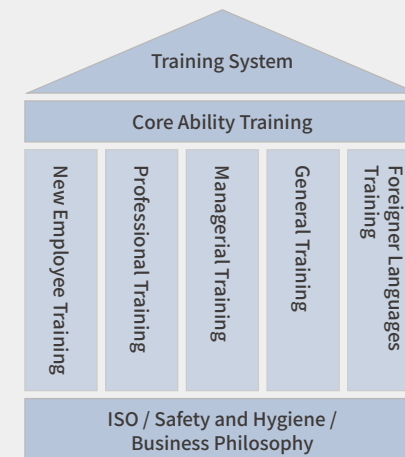 Training System
Core Ability Training
New Employee Training
Professional Training
Managerial Training
General Training
Foreigner Languages
Training
ISO / Safety and Hygiene /
Business Philosophy